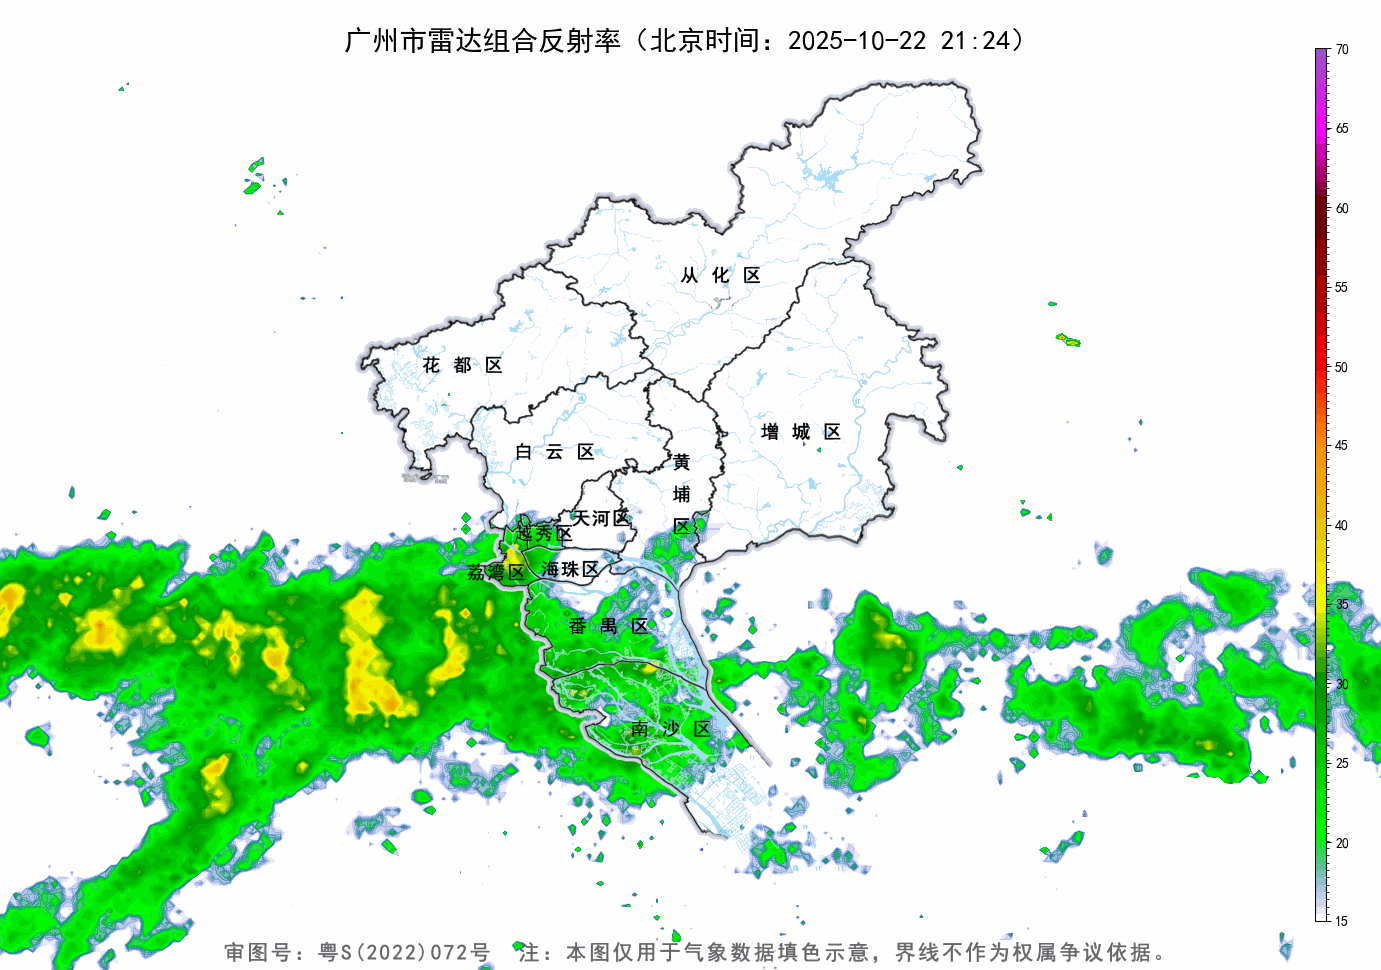 广州市雷达组合反射率（北京时间：2025-10-22 21:24）
70
65
60
55
50
45
40
35
30
25
20
15
从化区
花都区
增城区
白云区
黄埔区
天河区
越秀区
海珠区
荔湾区
番禺区
南沙区
审图号：粤S(2022)072号 注：本图仅用于气象数据填色示意，界线不作为权属争议依据。